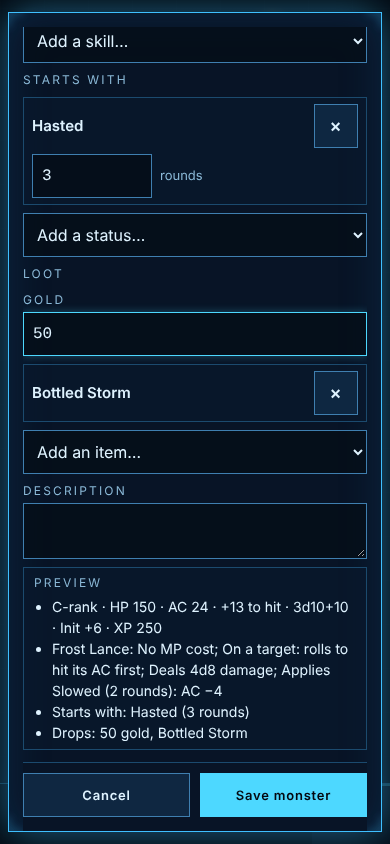 Add a skill...
STARTS WITH
Hasted
×
3
rounds
Add a status...
LOOT
GOLD
50
Bottled Storm
×
Add an item...
DESCRIPTION
PREVIEW
• C-rank · HP 150 · AC 24 · +13 to hit · 3d10+10
· Init +6 · XP 250
• Frost Lance: No MP cost; On a target: rolls to
hit its AC first; Deals 4d8 damage; Applies
Slowed (2 rounds): AC −4
• Starts with: Hasted (3 rounds)
• Drops: 50 gold, Bottled Storm
Cancel
Save monster